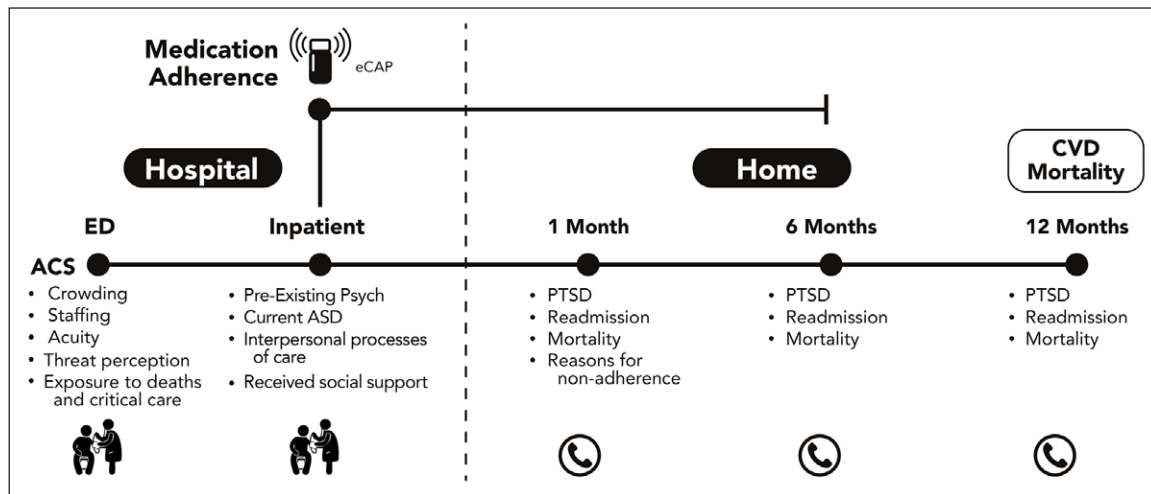 Medication
Adherence
eCAP
Hospital
Home
CVD
Mortality
ED
Inpatient
1 Month
6 Months
12 Months
ACS
• Crowding
• Staffing
• Acuity
• Threat perception
• Exposure to deaths
and critical care
• Pre-Existing Psych
• Current ASD
• Interpersonal processes
of care
• Received social support
• PTSD
• Readmission
• Mortality
• Reasons for
non-adherence
• PTSD
• Readmission
• Mortality
• PTSD
• Readmission
• Mortality